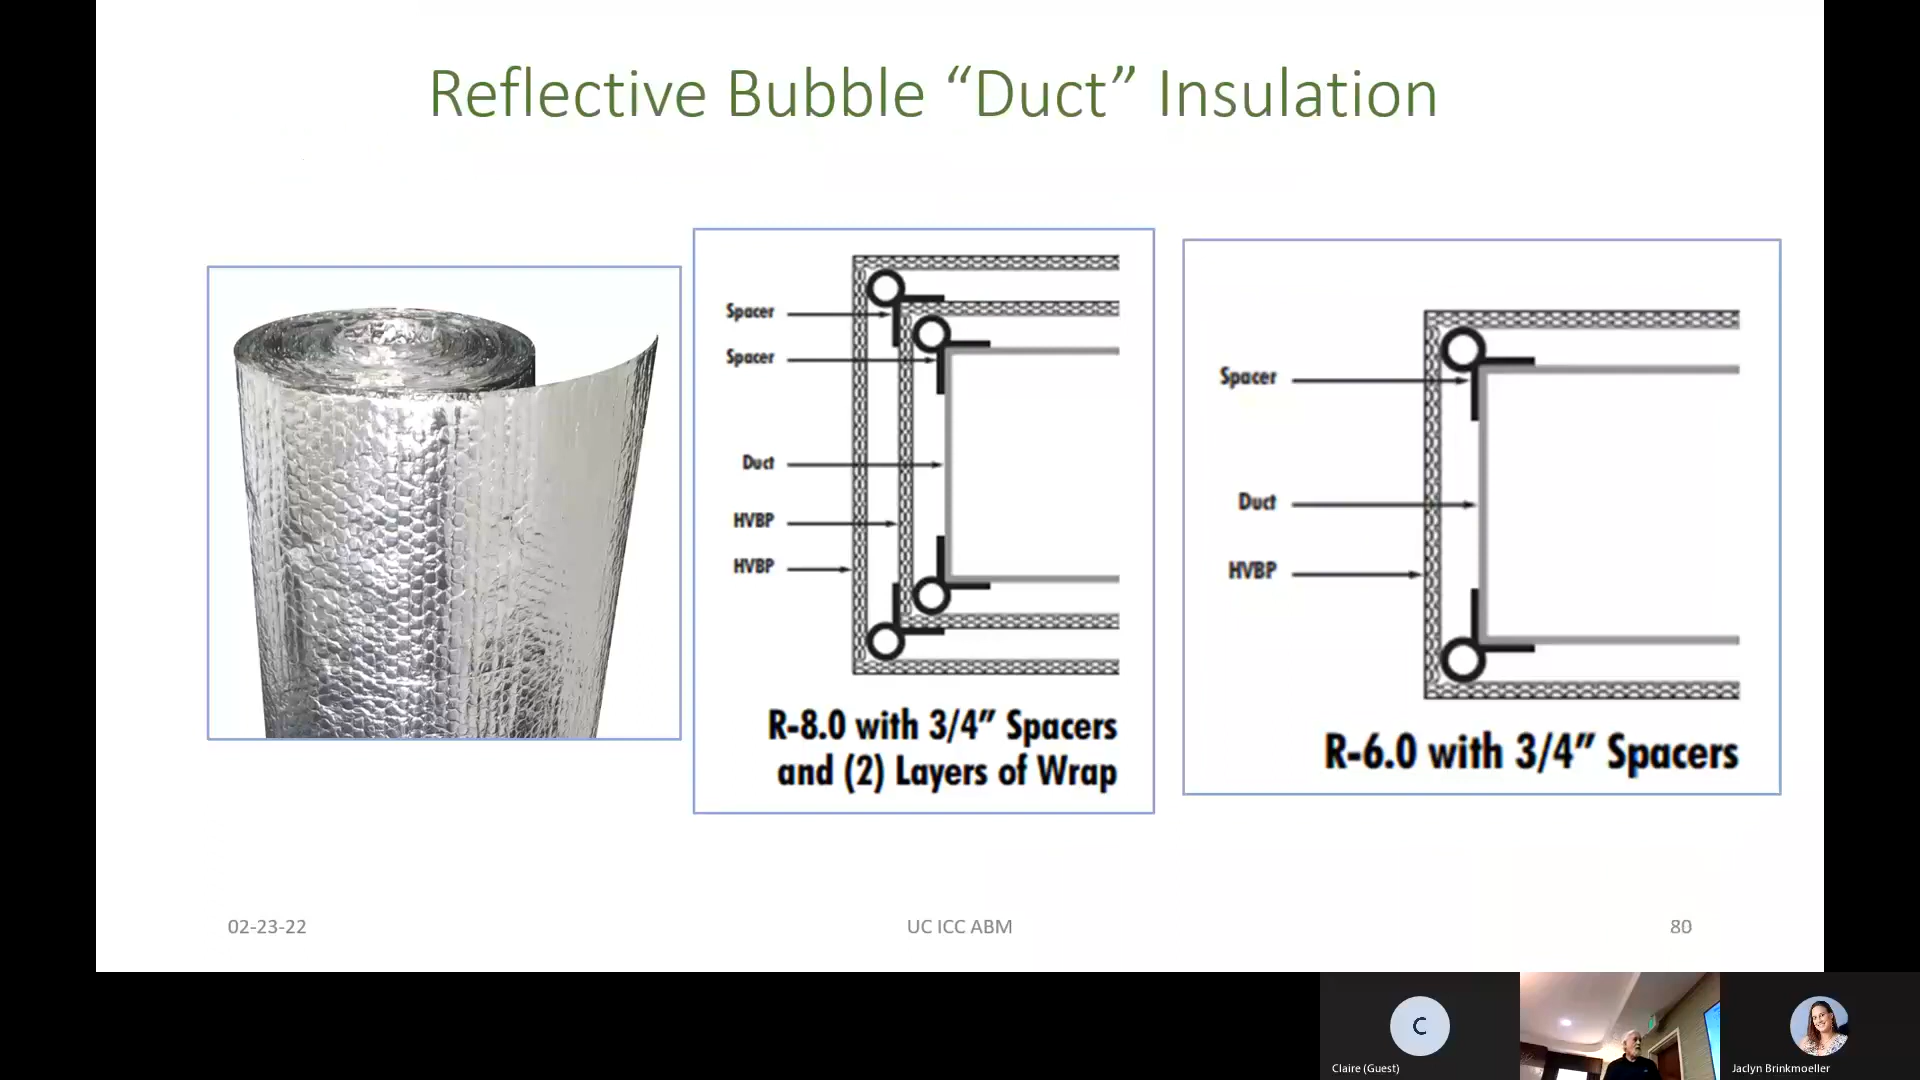 Reflective Bubble “Duct” Insulation
Spacer
Spacer
Duct
HVBP
HVBP
R-8.0 with 3/4” Spacers
and (2) Layers of Wrap
Spacer
Duct
HVBP
R-6.0 with 3/4” Spacers
02-23-22
UC ICC ABM
80
C
Claire (Guest)
Jaclyn Brinkmoeller